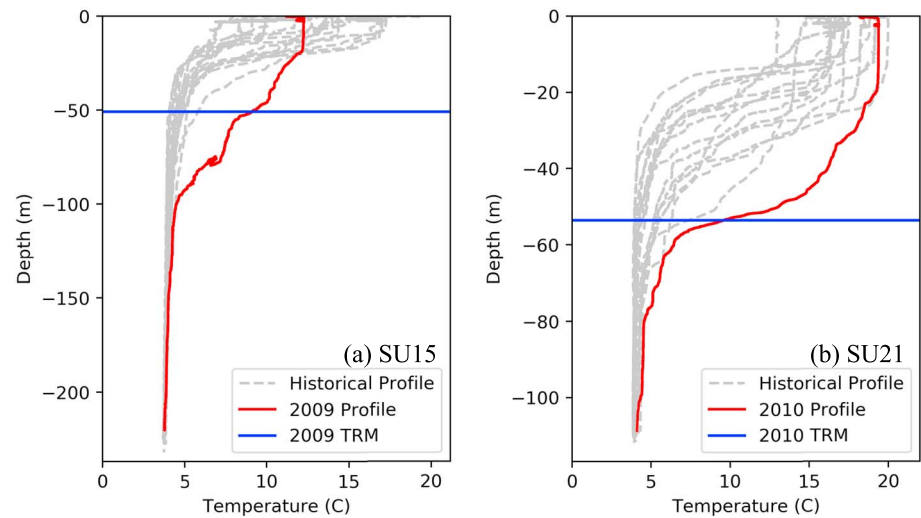 0
−50
−100
−150
−200
Depth (m)
(a) SU15
Historical Profile
2009 Profile
2009 TRM
0 5 10 15 20
Temperature (C)
0
−20
−40
−60
−80
−100
Depth (m)
(b) SU21
Historical Profile
2010 Profile
2010 TRM
0 5 10 15 20
Temperature (C)